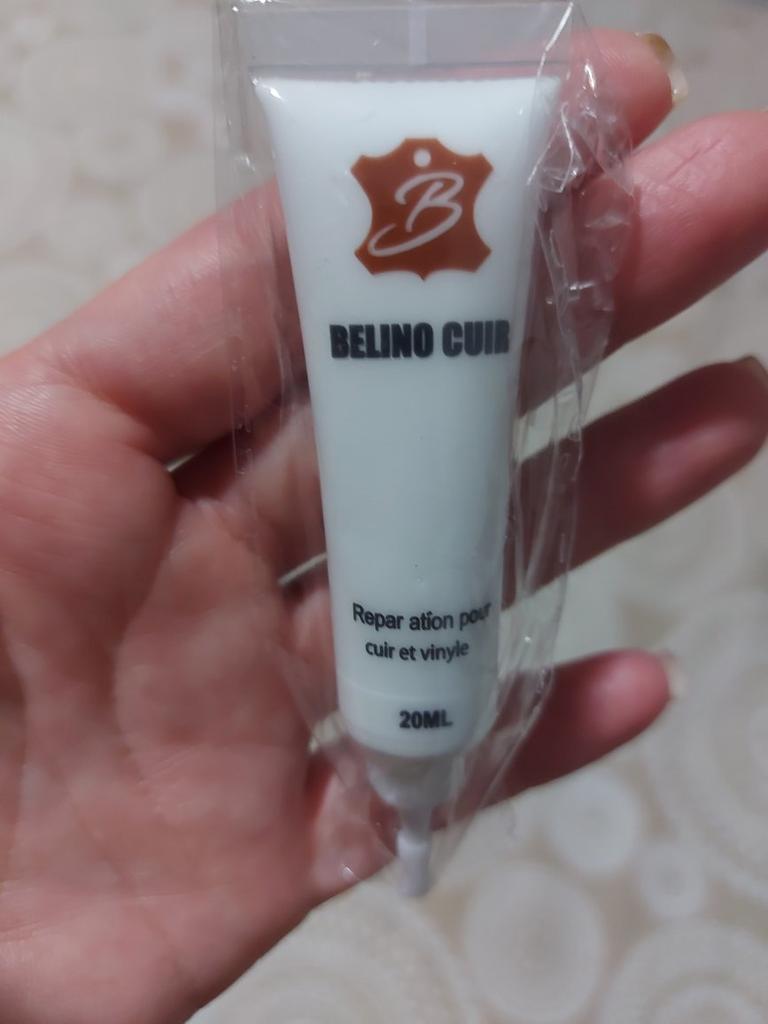 B
BELINO CUIR
Repar ation pour
cuir et vinyle
20ML